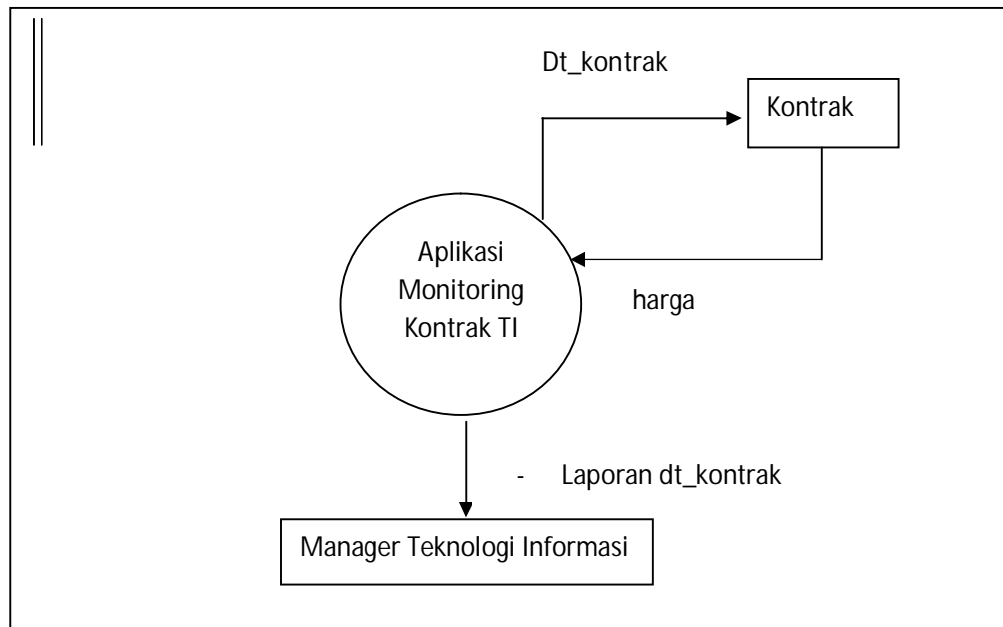 Dt_kontrak
Kontrak
Aplikasi
Monitoring
Kontrak TI
harga
- Laporan dt_kontrak
Manager Teknologi Informasi